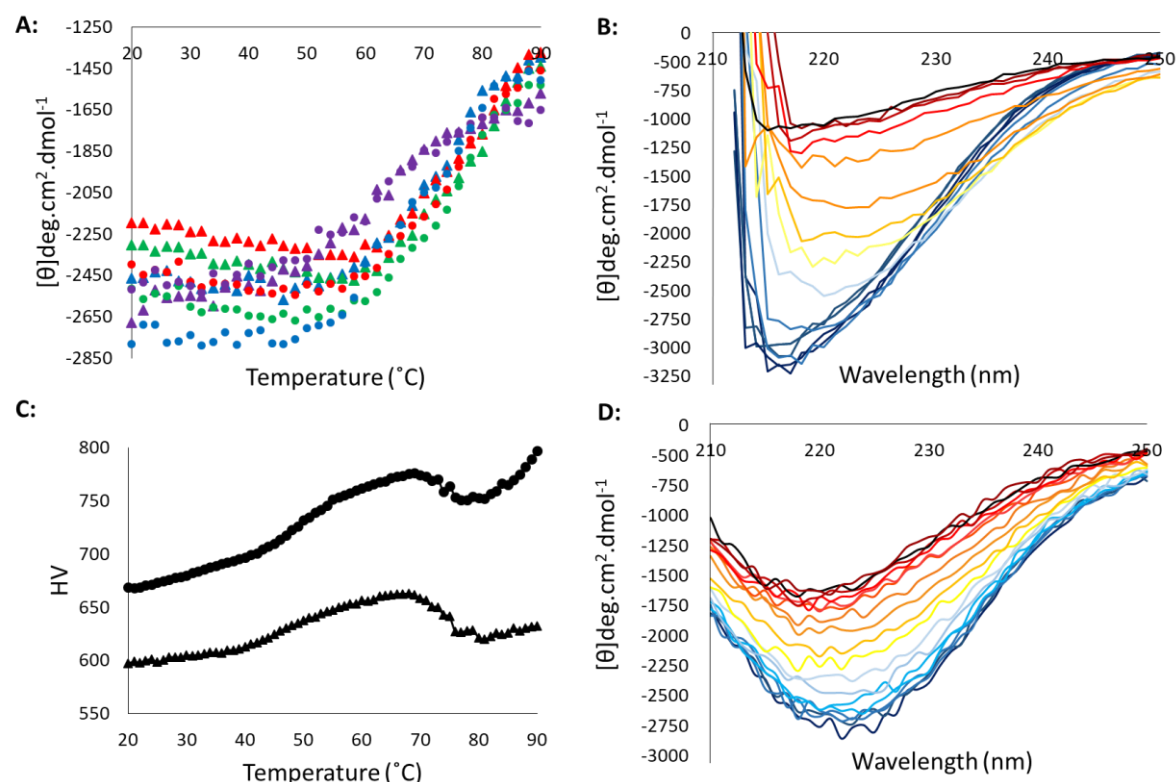 A:
-1250
20 30 40 50 60 70 80 90
-1450
-1650
-1850
-2050
-2250
-2450
-2650
-2850
[θ]deg.cm².dmol⁻¹
Temperature (˚C)
B:
0
210 220 230 240 250
-500
-750
-1000
-1250
-1500
-1750
-2000
-2250
-2500
-2750
-3000
-3250
[θ]deg.cm².dmol⁻¹
Wavelength (nm)
C:
800
750
700
650
600
550
HV
20 30 40 50 60 70 80 90
Temperature (˚C)
D:
0
210 220 230 240 250
-500
-750
-1000
-1250
-1500
-1750
-2000
-2250
-2500
-2750
-3000
[θ]deg.cm².dmol⁻¹
Wavelength (nm)